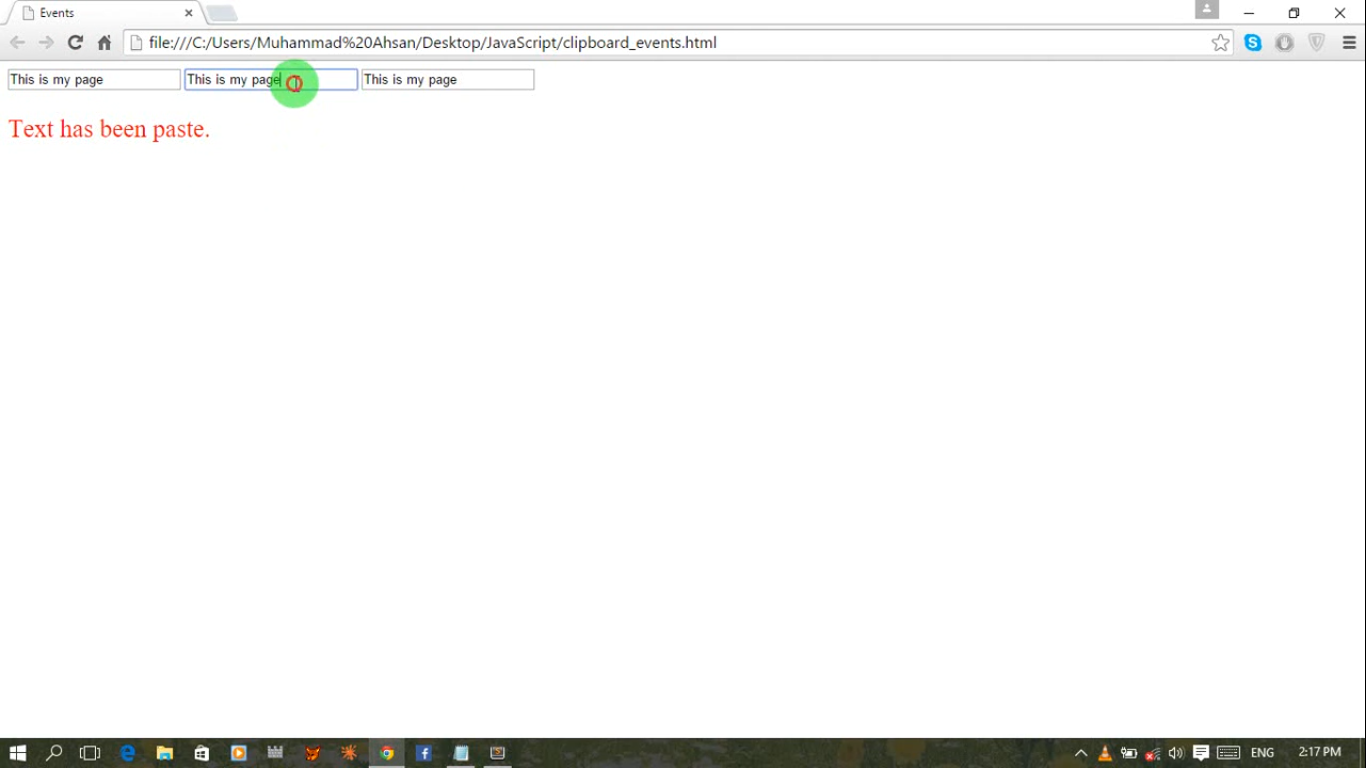 Events
file:///C:/Users/Muhammad%20Ahsan/Desktop/JavaScript/clipboard_events.html
This is my page This is my page This is my page
Text has been paste.
ENG 2:17 PM